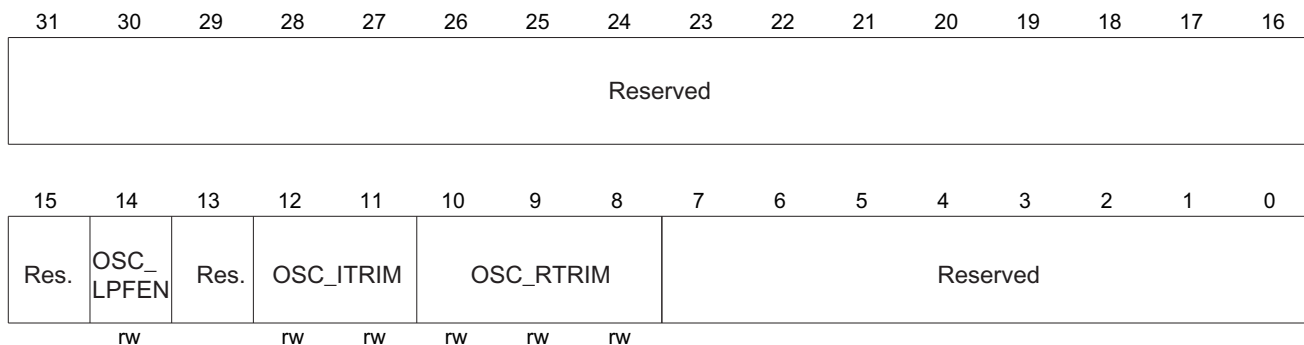 31 30 29 28 27 26 25 24 23 22 21 20 19 18 17 16
Reserved
15 14 13 12 11 10 9 8 7 6 5 4 3 2 1 0
Res. OSC_ LPFEN Res. OSC_ITRIM OSC_RTRIM Reserved
rw rw rw rw rw rw